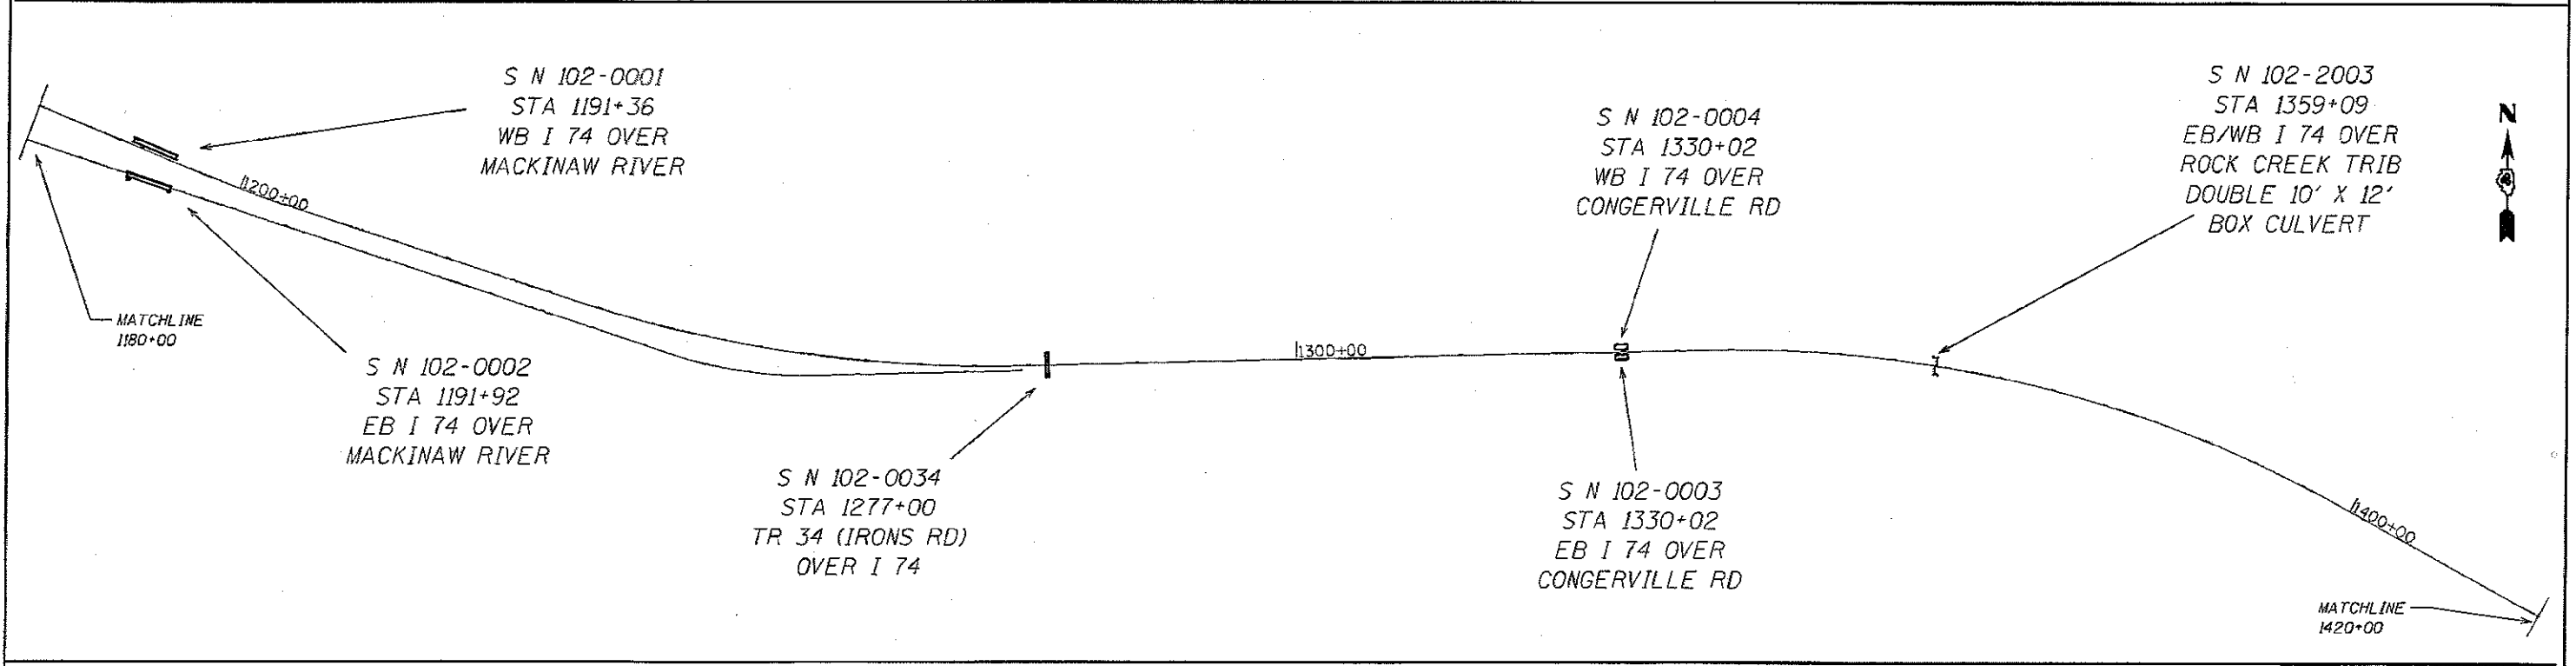 S N 102-0001
STA 1191+36
WB I 74 OVER
MACKINAW RIVER
1200+00
MATCHLINE
1180+00
S N 102-0002
STA 1191+92
EB I 74 OVER
MACKINAW RIVER
S N 102-0034
STA 1277+00
TR 34 (IRONS RD)
OVER I 74
1300+00
S N 102-0004
STA 1330+02
WB I 74 OVER
CONGERVILLE RD
S N 102-0003
STA 1330+02
EB I 74 OVER
CONGERVILLE RD
S N 102-2003
STA 1359+09
EB/WB I 74 OVER
ROCK CREEK TRIB
DOUBLE 10' X 12'
BOX CULVERT
N
1400+00
MATCHLINE
1420+00